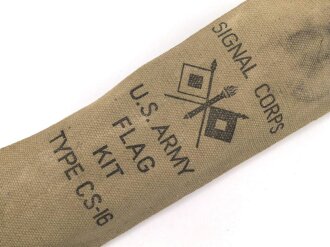 SIGNAL CORPS
U.S. ARMY
FLAG
KIT
TYPE CS-16